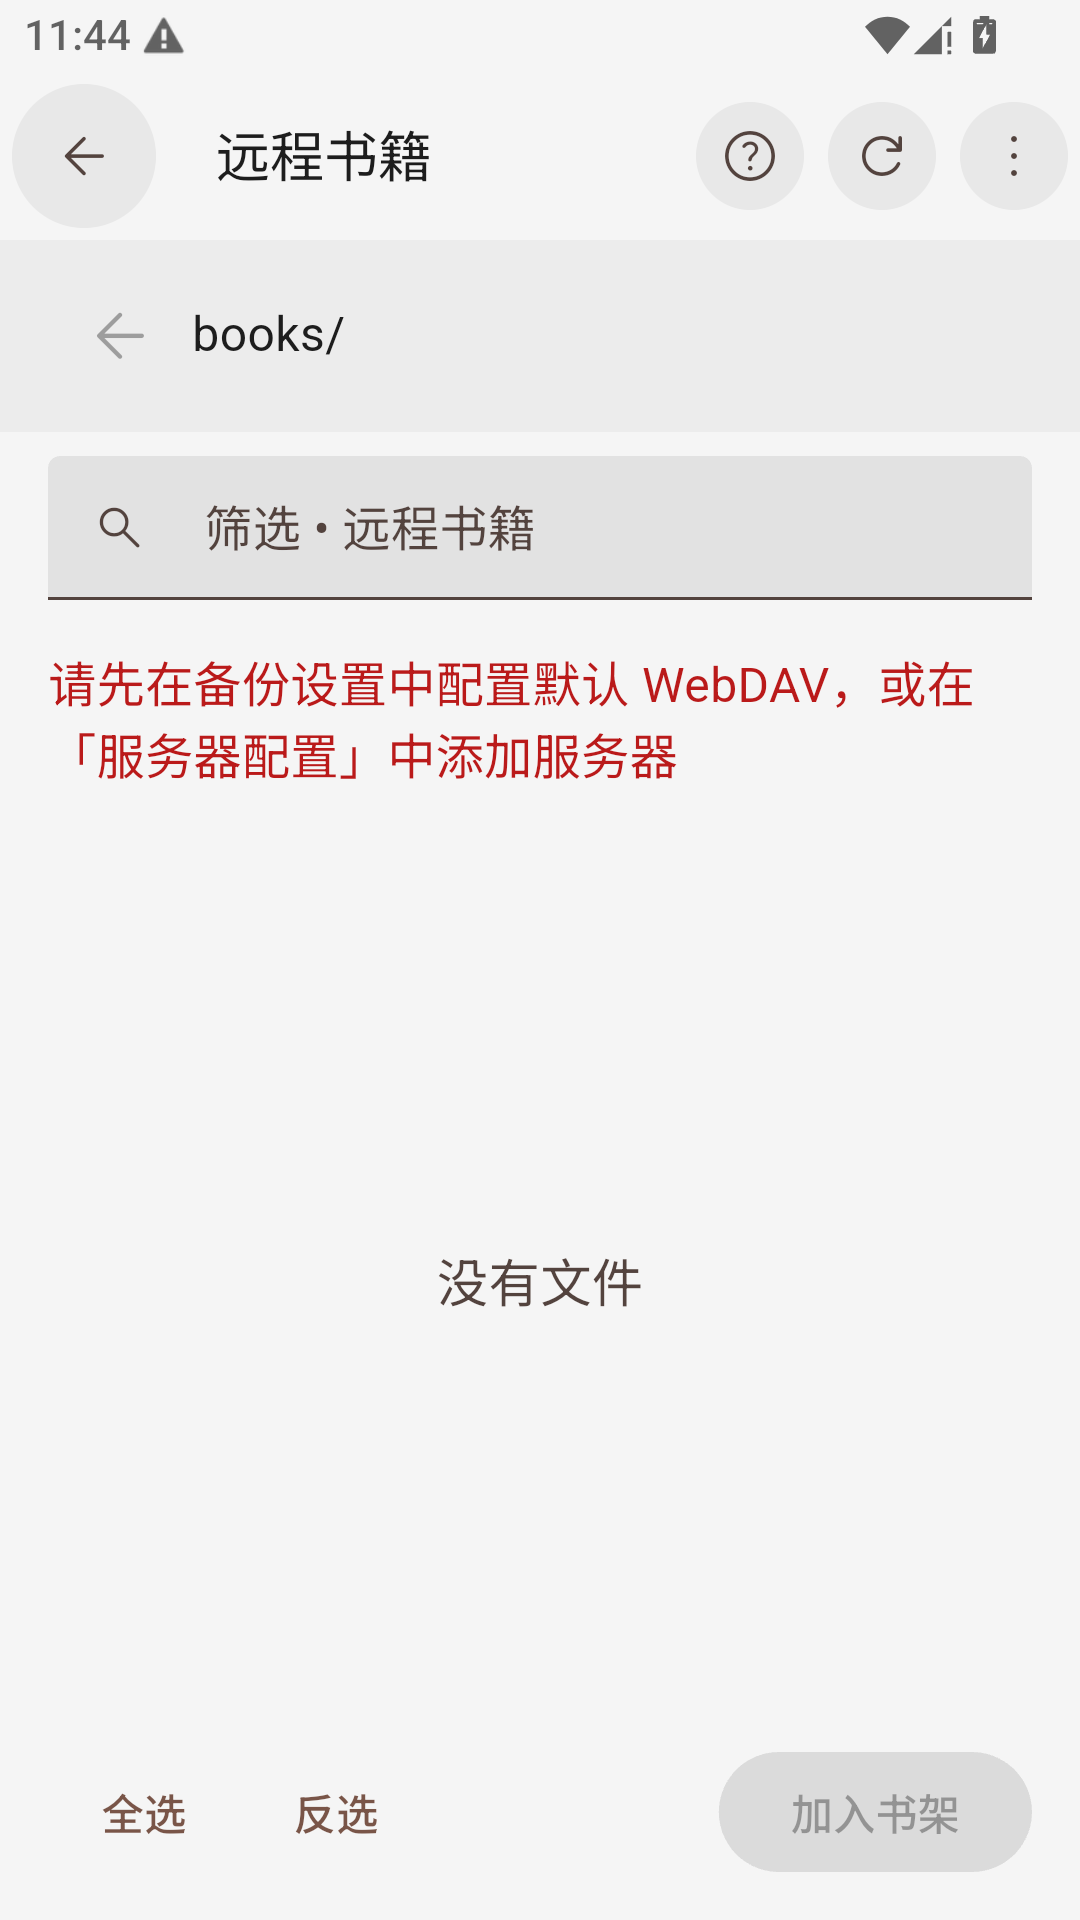 11:44
远程书籍
books/
筛选 • 远程书籍
请先在备份设置中配置默认 WebDAV，或在
「服务器配置」中添加服务器
没有文件
全选
反选
加入书架